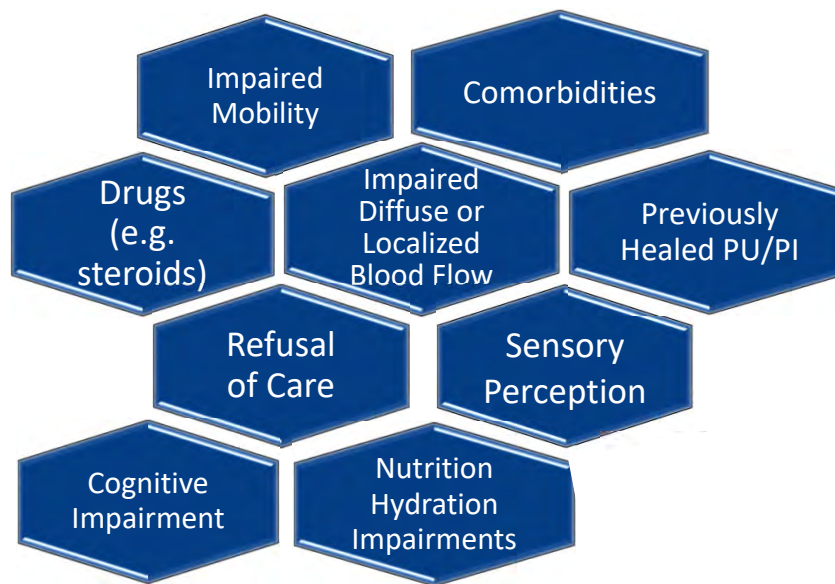 Impaired
Mobility
Comorbidities
Drugs
(e.g.
steroids)
Impaired
Diffuse or
Localized
Blood Flow
Previously
Healed PU/PI
Refusal
of Care
Sensory
Perception
Cognitive
Impairment
Nutrition
Hydration
Impairments